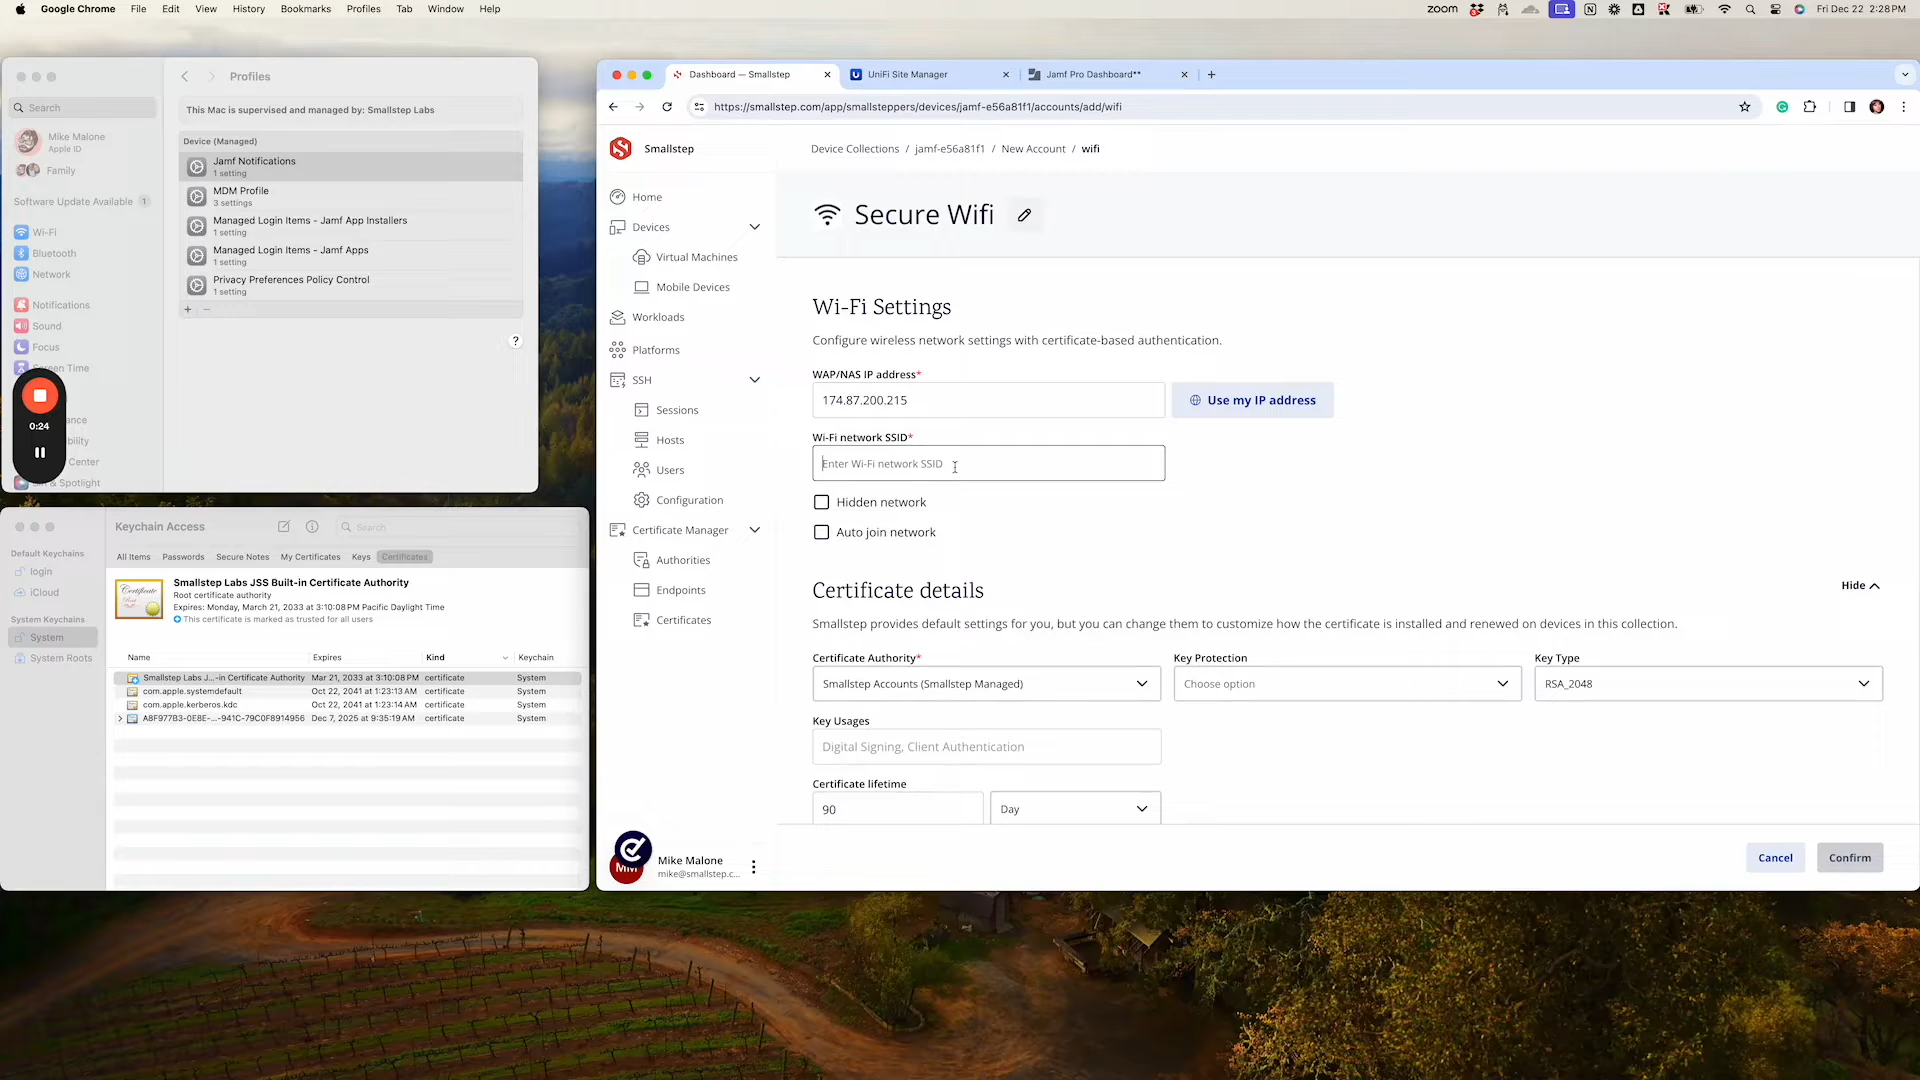 Google Chrome File Edit View History Bookmarks Profiles Tab Window Help
zoom
Fri Dec 22 2:28 PM
Profiles
Search
This Mac is supervised and managed by: Smallstep Labs
Mike Malone
Apple ID
Family
Software Update Available 1
Wi-Fi
Bluetooth
Network
Notifications
Sound
Focus
Screen Time
0:24
Device (Managed)
Jamf Notifications
1 setting
MDM Profile
3 settings
Managed Login Items - Jamf App Installers
1 setting
Managed Login Items - Jamf Apps
1 setting
Privacy Preferences Policy Control
1 setting
+ −
?
ance
bility
Center
& Spotlight
Keychain Access
Search
Default Keychains
login
iCloud
System Keychains
System
System Roots
All Items Passwords Secure Notes My Certificates Keys Certificates
Certificate
Smallstep Labs JSS Built-in Certificate Authority
Root certificate authority
Expires: Monday, March 21, 2033 at 3:10:08 PM Pacific Daylight Time
This certificate is marked as trusted for all users
Name Expires Kind Keychain
Smallstep Labs J...-in Certificate Authority Mar 21, 2033 at 3:10:08 PM certificate System
com.apple.systemdefault Oct 22, 2041 at 1:23:13 AM certificate System
com.apple.kerberos.kdc Oct 22, 2041 at 1:23:14 AM certificate System
A8F977B3-0E8E-...-941C-79C0F8914956 Dec 7, 2025 at 9:35:19 AM certificate System
Dashboard — Smallstep
UniFi Site Manager
Jamf Pro Dashboard**
https://smallstep.com/app/smallsteppers/devices/jamf-e56a81f1/accounts/add/wifi
Smallstep
Home
Devices
Virtual Machines
Mobile Devices
Workloads
Platforms
SSH
Sessions
Hosts
Users
Configuration
Certificate Manager
Authorities
Endpoints
Certificates
MM
Mike Malone
mike@smallstep.c...
Device Collections / jamf-e56a81f1 / New Account / wifi
Secure Wifi
Wi-Fi Settings
Configure wireless network settings with certificate-based authentication.
WAP/NAS IP address*
174.87.200.215
Use my IP address
Wi-Fi network SSID*
Enter Wi-Fi network SSID
Hidden network
Auto join network
Certificate details
Hide
Smallstep provides default settings for you, but you can change them to customize how the certificate is installed and renewed on devices in this collection.
Certificate Authority* Key Protection Key Type
Smallstep Accounts (Smallstep Managed) Choose option RSA_2048
Key Usages
Digital Signing, Client Authentication
Certificate lifetime
90 Day
Cancel Confirm